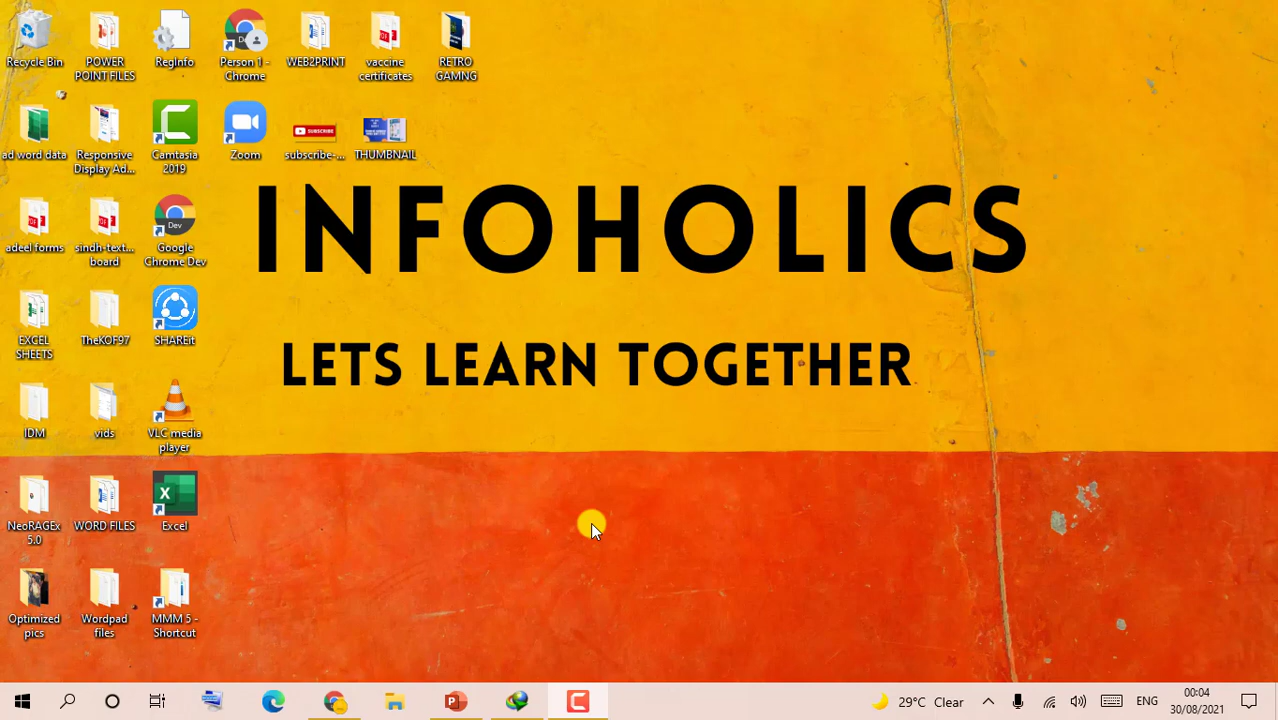 Recycle Bin
POWER
POINT FILES
RegInfo
Person 1 -
Chrome
WEB2PRINT
vaccine
certificates
RETRO
GAMNG
ad word data
Responsive
Display Ad...
Camtasia
2019
Zoom
SUBSCRIBE
subscribe-...
THUMBNAIL
adeel forms
sindh-text...
board
Dev
Google
Chrome Dev
INFOHOLICS
EXCEL
SHEETS
TheKOF97
SHAREit
LETS LEARN TOGETHER
IDM
vids
VLC media
player
NeoRAGEx
5.0
WORD FILES
Excel
Optimized
pics
Wordpad
files
MMM 5 -
Shortcut
29°C Clear
ENG
00:04
30/08/2021